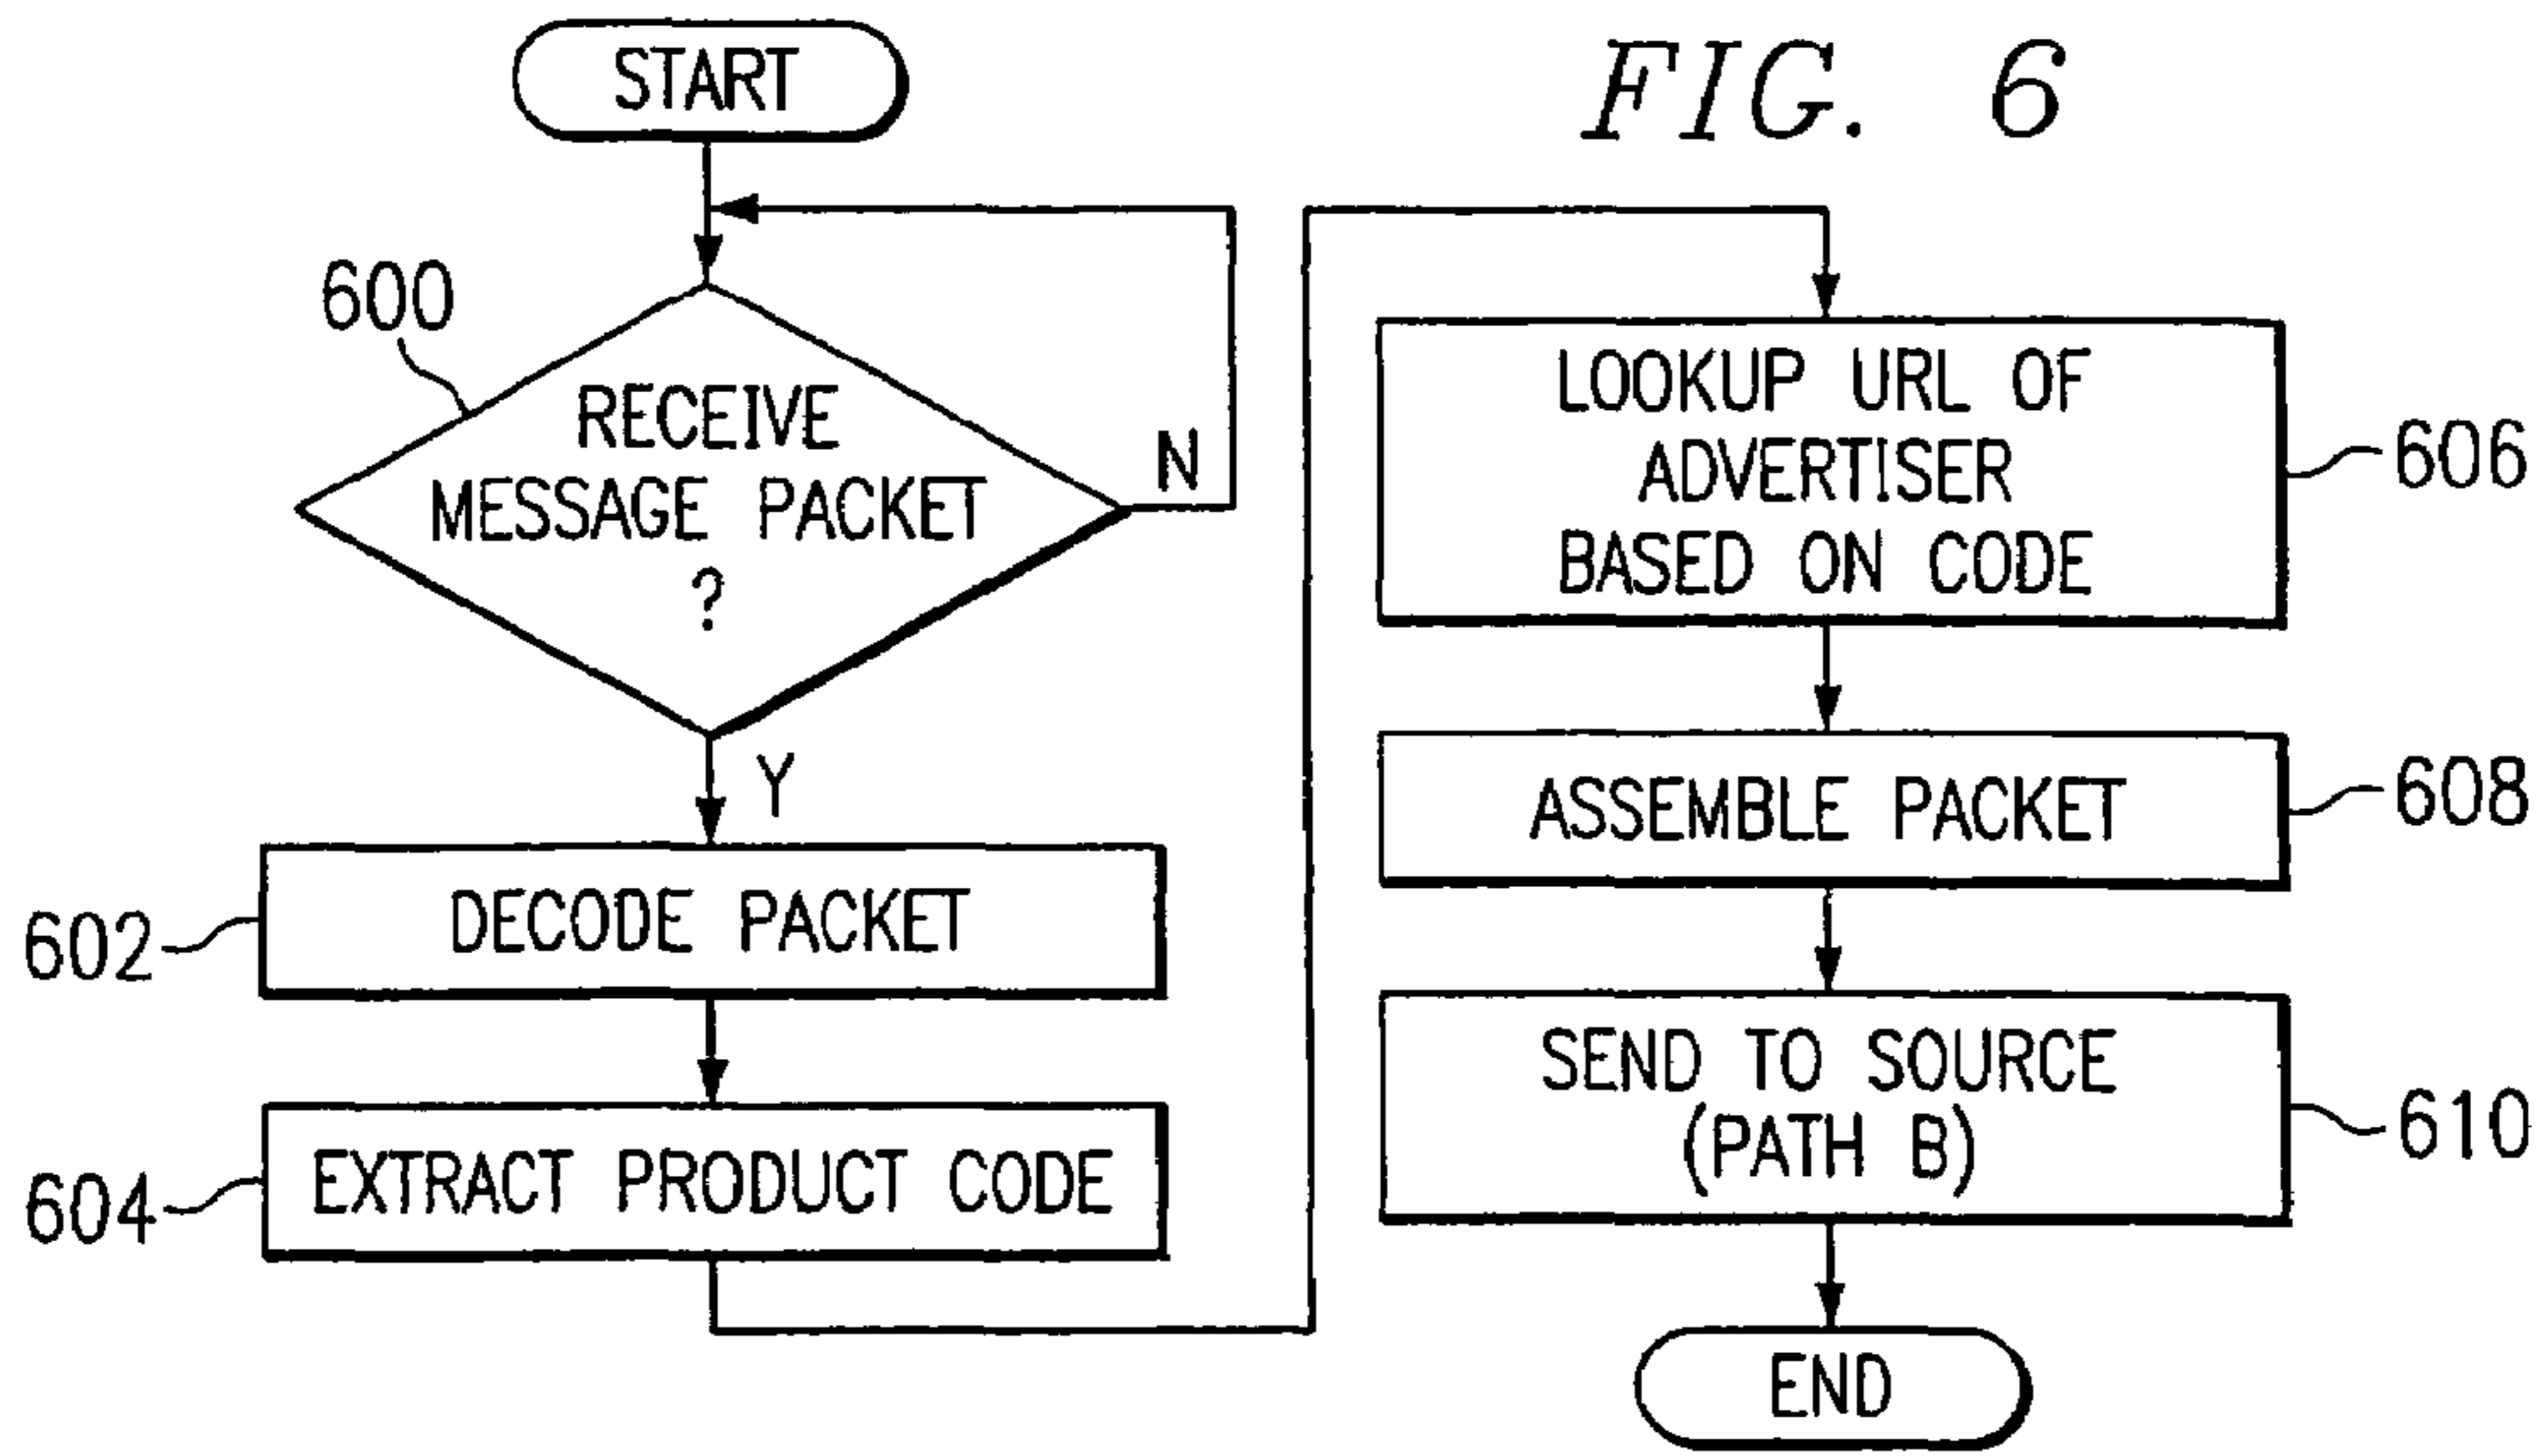 FIG. 6
START
600
RECEIVE
MESSAGE PACKET
?
N
Y
602
DECODE PACKET
604
EXTRACT PRODUCT CODE
LOOKUP URL OF
ADVERTISER
BASED ON CODE
606
ASSEMBLE PACKET
608
SEND TO SOURCE
(PATH B)
610
END